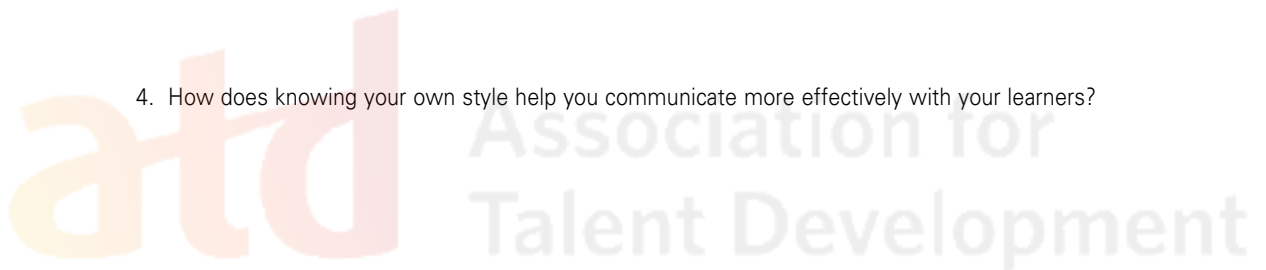 4. How does knowing your own style help you communicate more effectively with your learners?
atd Association for
Talent Development